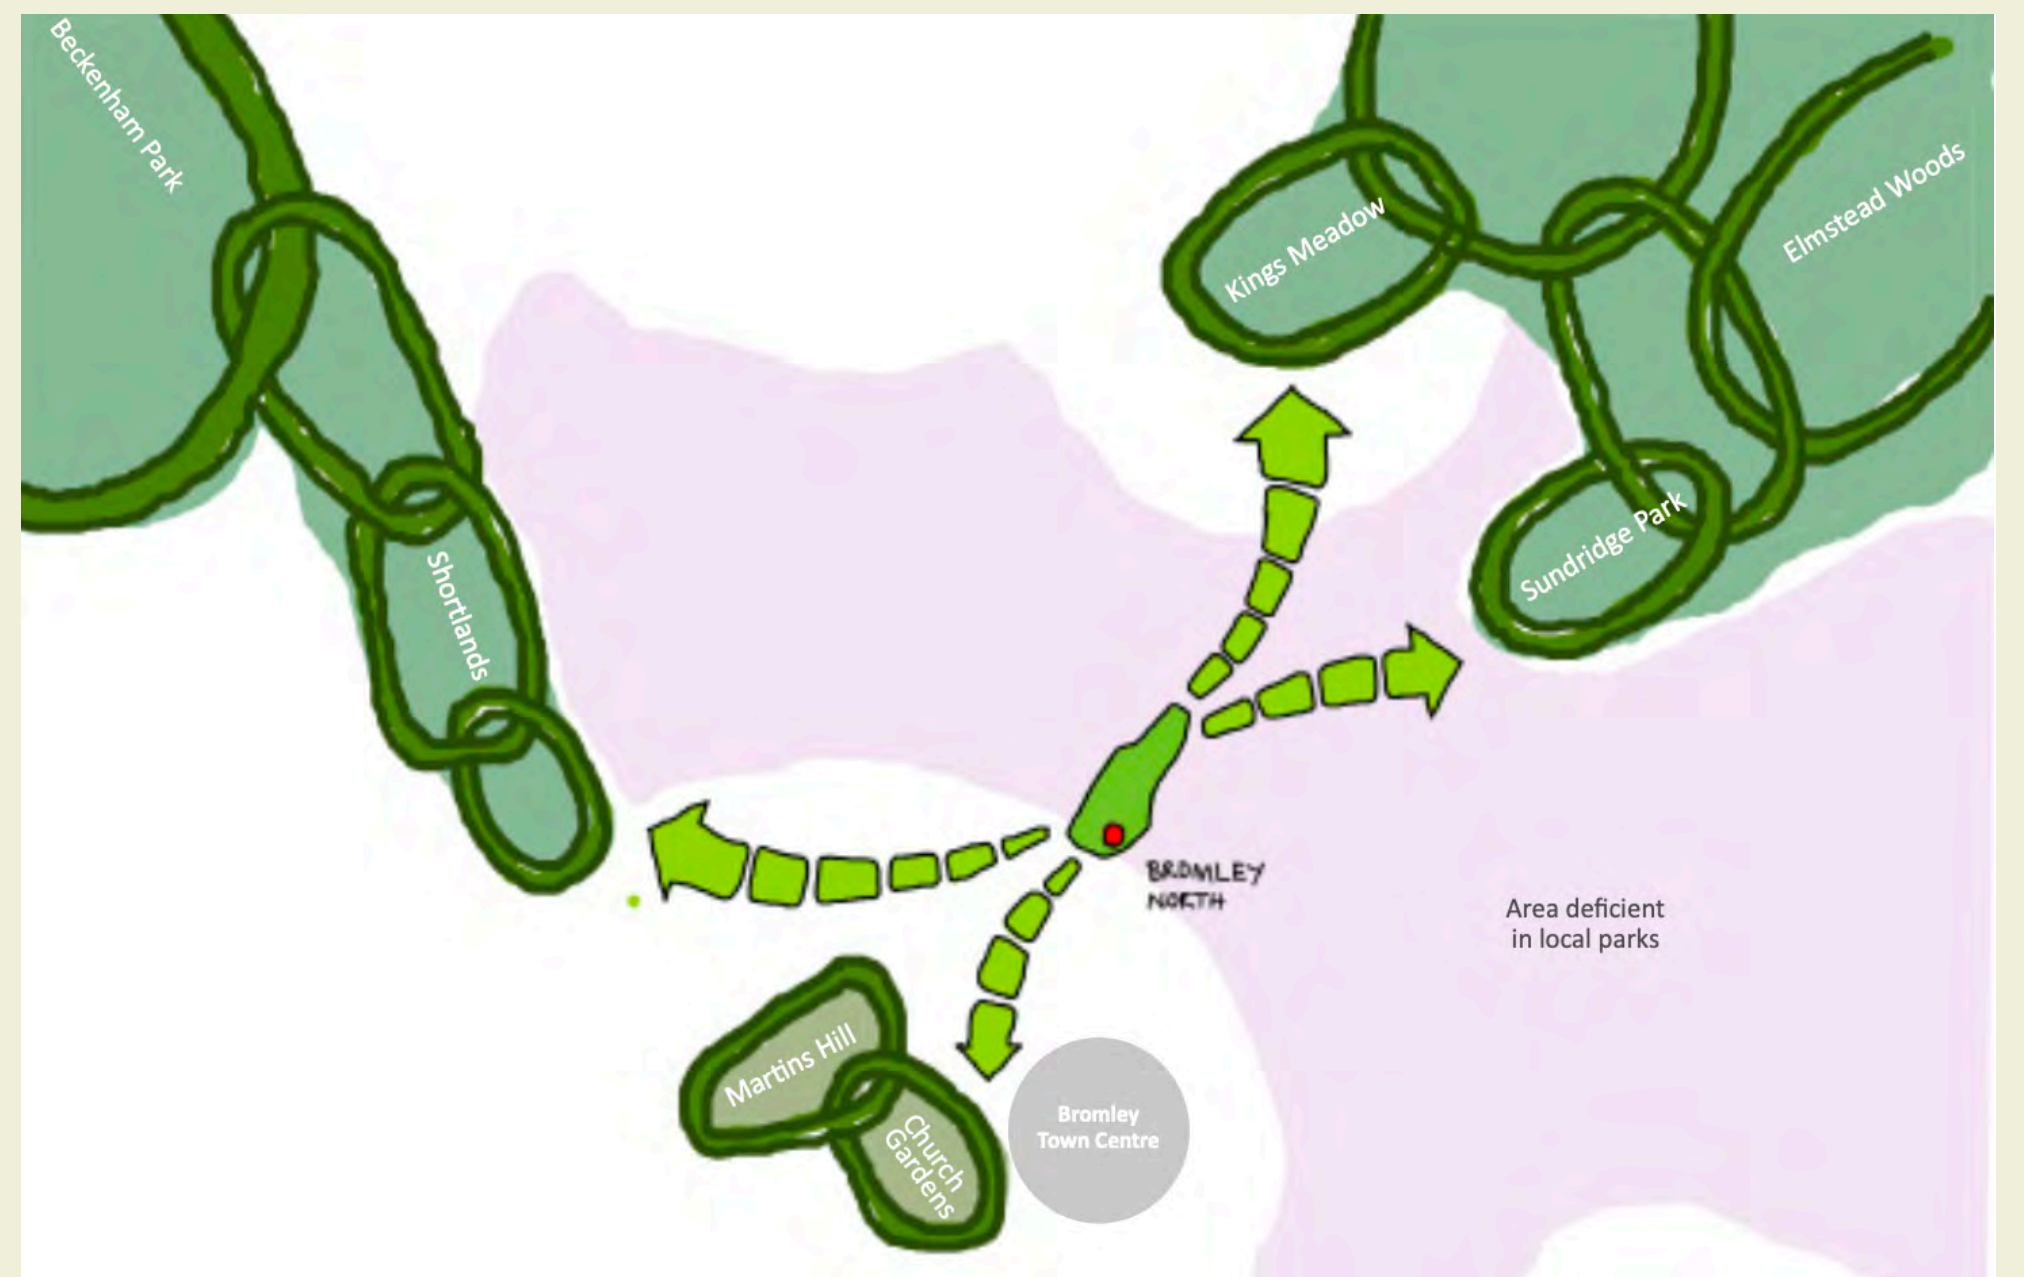 Beckenham Park
Kings Meadow
Elmstead Woods
Sundridge Park
Shortlands
BROMLEY
NORTH
Area deficient
in local parks
Martins Hill
Church
Gardens
Bromley
Town Centre